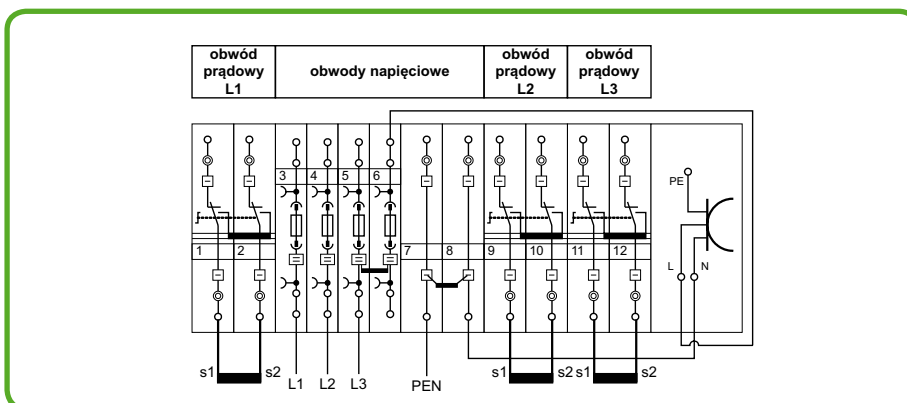 obwód
prądowy
L1
obwody napięciowe
obwód
prądowy
L2
obwód
prądowy
L3
3 4 5 6
PE
1 2 7 8 9 10 11 12
L N
s1 s2 L1 L2 L3 PEN s1 s2 s1 s2